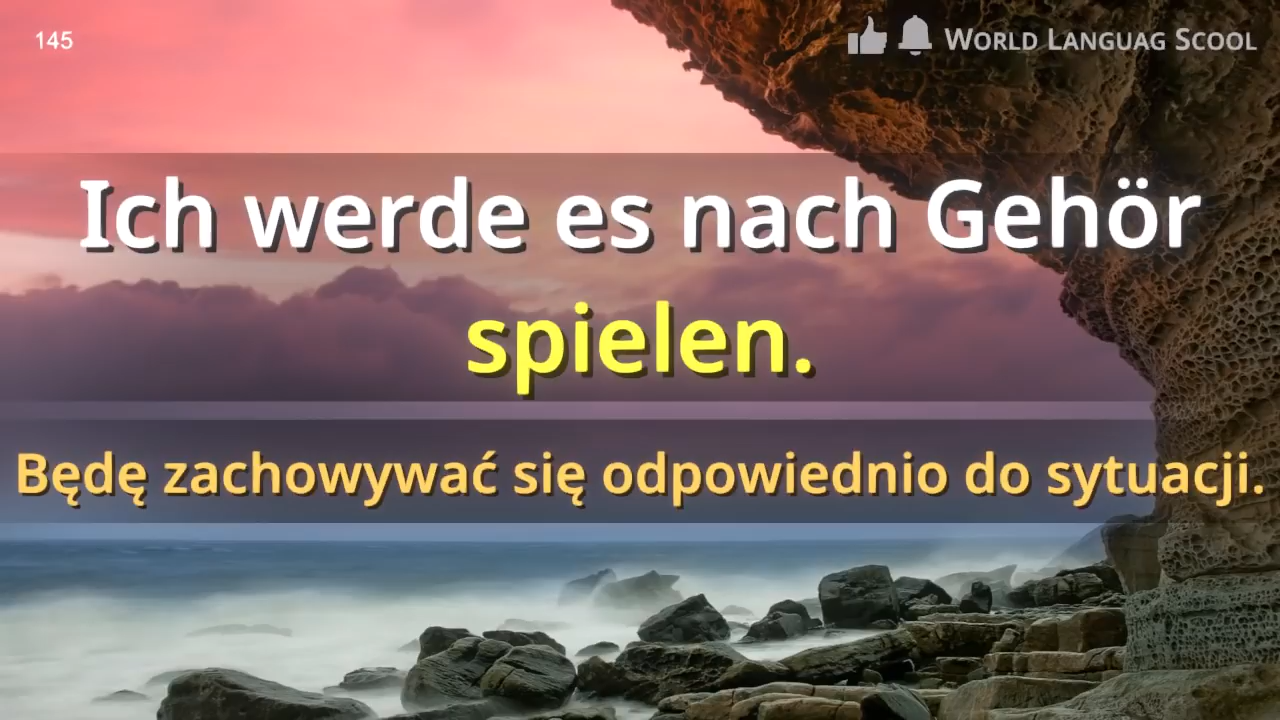 145
World Languag Scool
Ich werde es nach Gehör
spielen.
Będę zachowywać się odpowiednio do sytuacji.